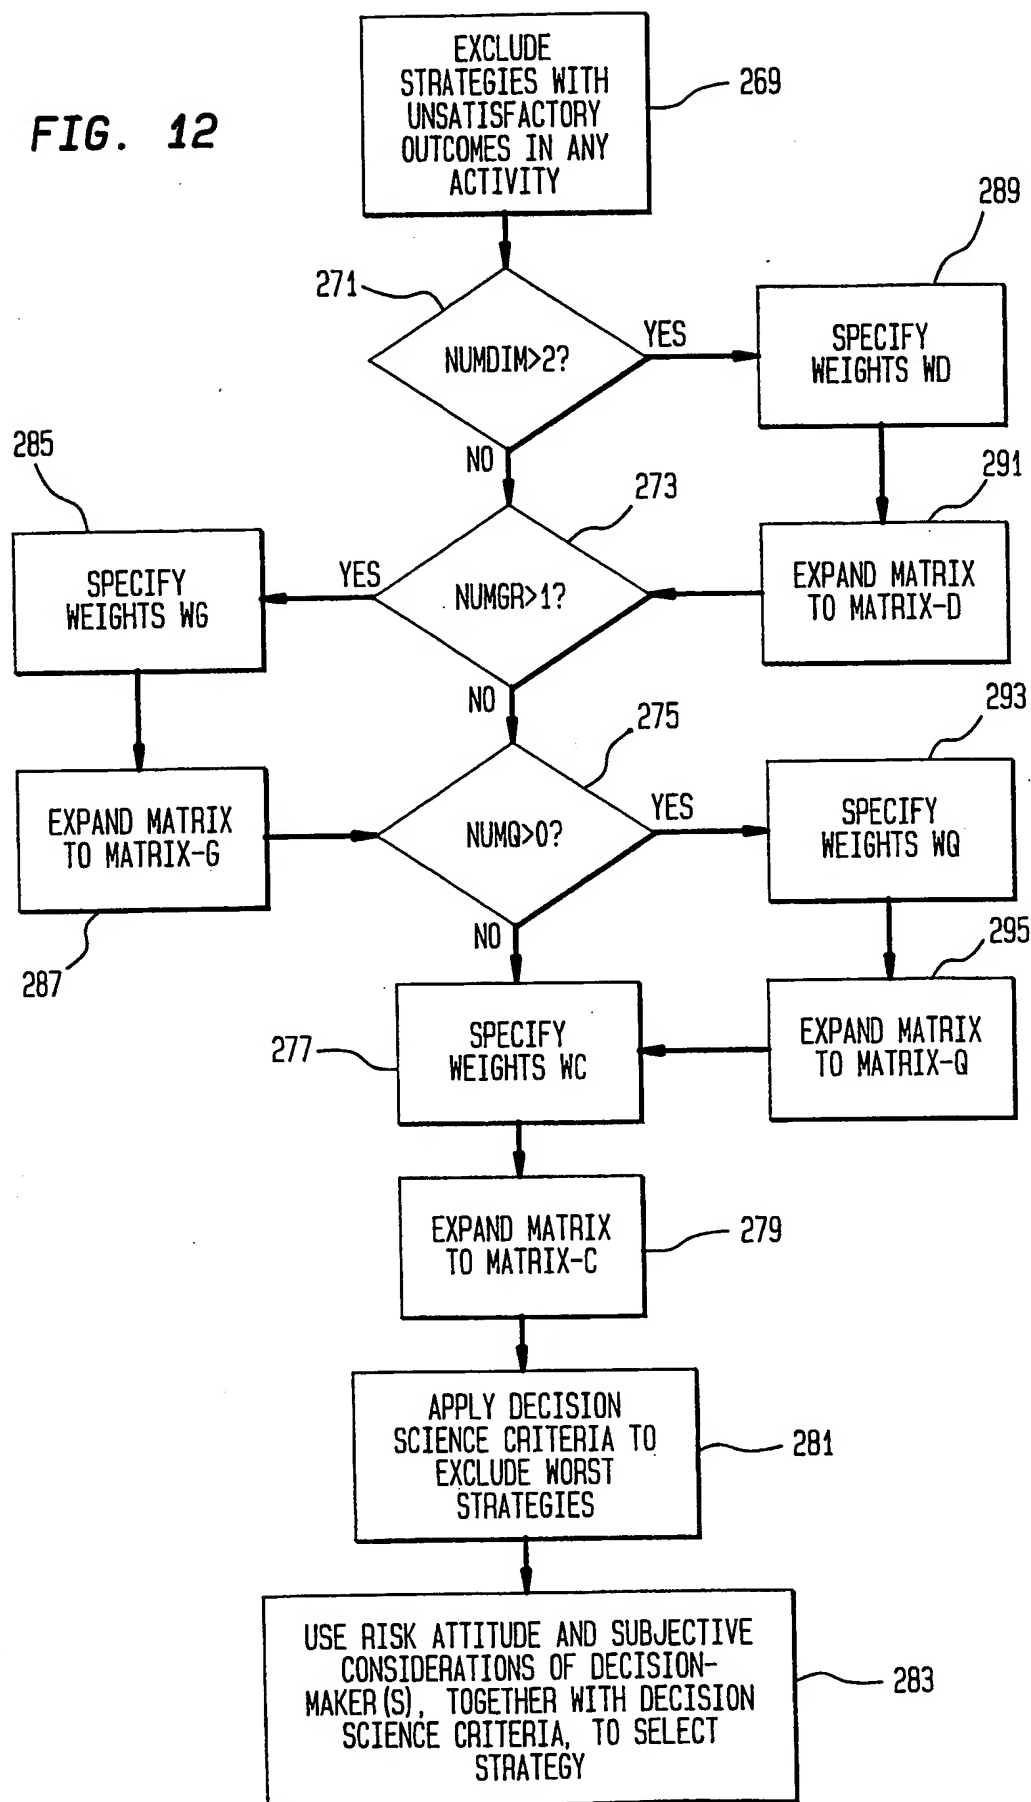 FIG. 12
EXCLUDE
STRATEGIES WITH
UNSATISFACTORY
OUTCOMES IN ANY
ACTIVITY
269
271
NUMDIM>2?
YES
NO
289
SPECIFY
WEIGHTS WD
291
EXPAND MATRIX
TO MATRIX-D
273
NUMGR>1?
YES
NO
285
SPECIFY
WEIGHTS WG
EXPAND MATRIX
TO MATRIX-G
287
275
NUMQ>0?
YES
NO
293
SPECIFY
WEIGHTS WQ
295
EXPAND MATRIX
TO MATRIX-Q
277
SPECIFY
WEIGHTS WC
EXPAND MATRIX
TO MATRIX-C
279
APPLY DECISION
SCIENCE CRITERIA TO
EXCLUDE WORST
STRATEGIES
281
USE RISK ATTITUDE AND SUBJECTIVE
CONSIDERATIONS OF DECISION-
MAKER(S), TOGETHER WITH DECISION
SCIENCE CRITERIA, TO SELECT
STRATEGY
283